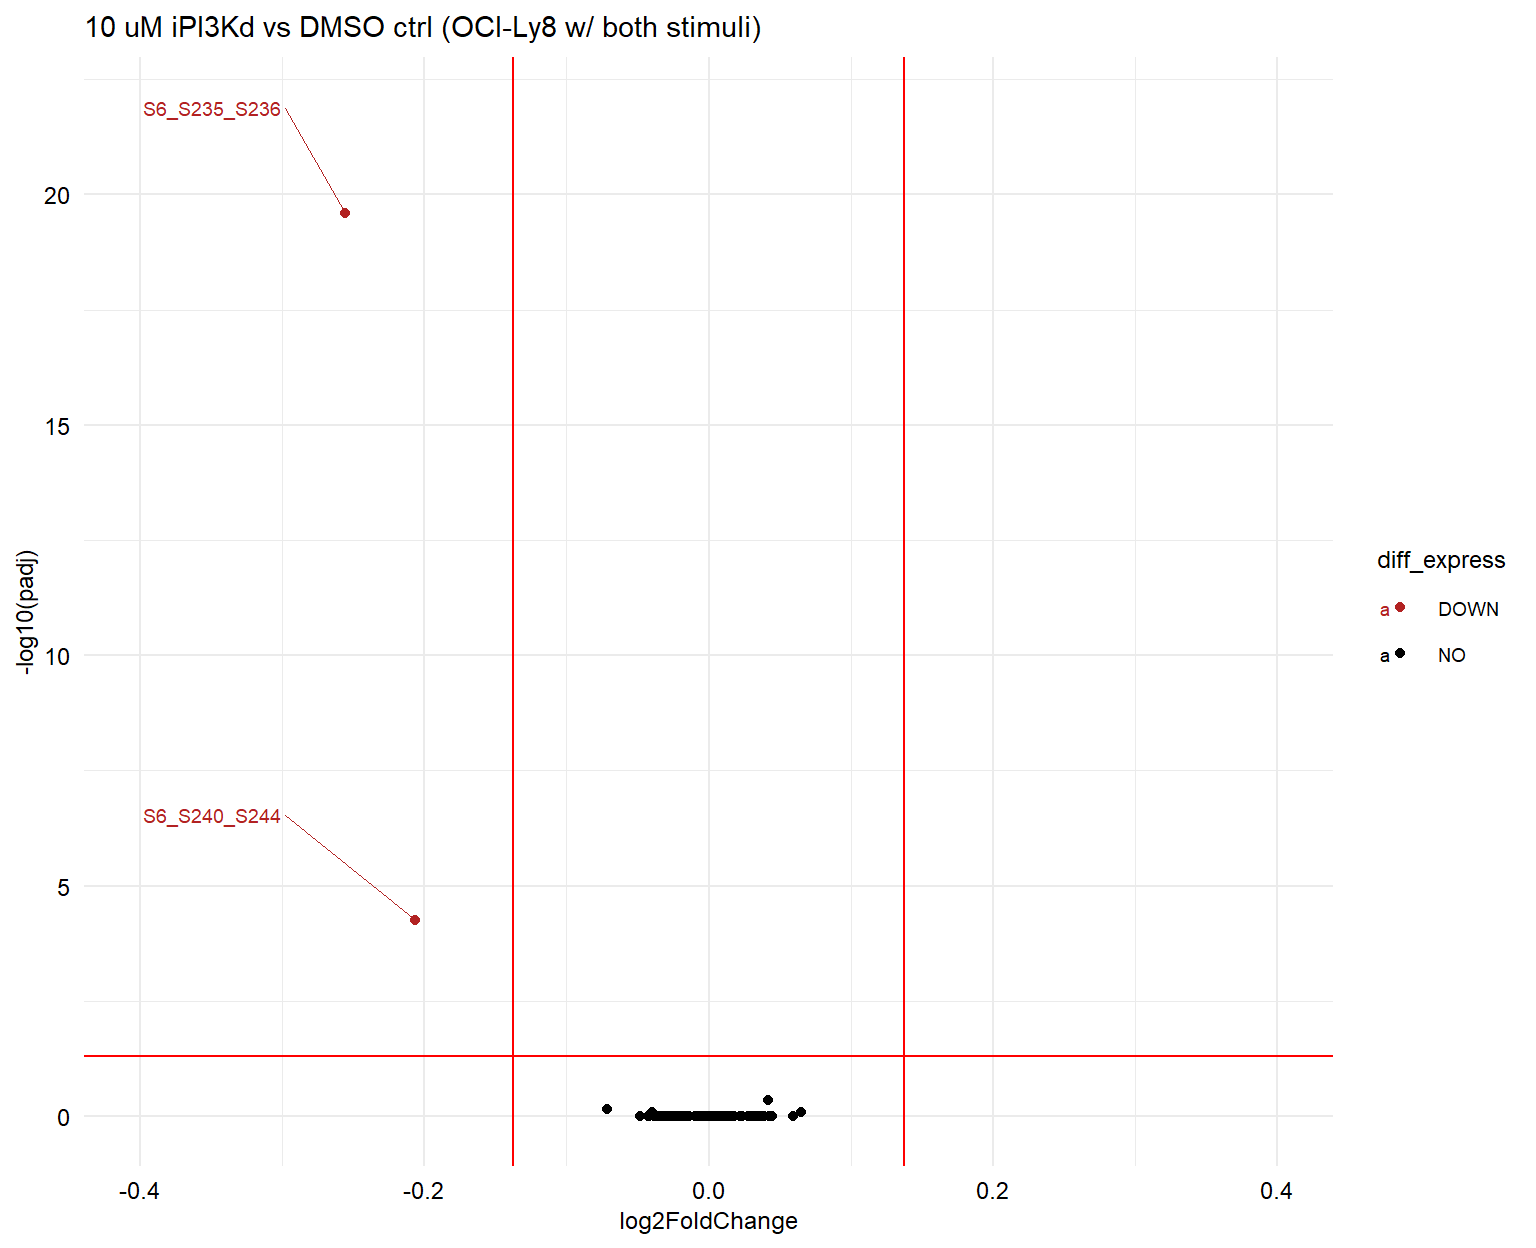 10 uM iPI3Kd vs DMSO ctrl (OCI-Ly8 w/ both stimuli)
S6_S235_S236
20
15
-log10(padj)
10
S6_S240_S244
5
0
-0.4
-0.2
0.0
0.2
0.4
log2FoldChange
diff_express
a DOWN
a NO